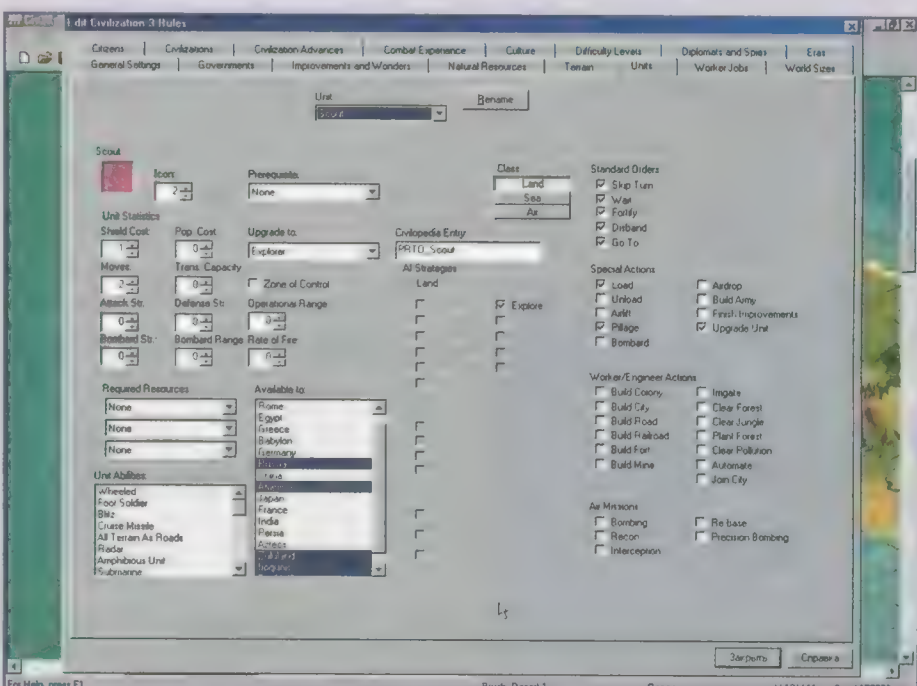 Edit Civilization 3 Rules
Citizens
Civilizations
Civilization Advances
Combat Experience
Culture
Difficulty Levels
Diplomats and Spies
Eras
General Settings
Governments
Improvements and Wonders
Natural Resources
Terrain
Units
Worker Jobs
World Sizes
Unit
Scout
Rename
Scout
Icon:
2
Prerequisite:
None
Class
Land
Sea
Air
Standard Orders
Skip Turn
Wait
Fortify
Disband
Go To
Unit Statistics
Shield Cost
Pop. Cost
Upgrade to:
Civilopedia Entry
1
0
Explorer
PRTO_Scout
Moves:
Trans. Capacity
AI Strategies
2
0
Zone of Control
Land
Attack Str.
Defense Str.
Operational Range
Explore
0
0
0
Bombard Str.:
Bombard Range
Rate of Fire
0
0
0
Special Actions
Load
Airdrop
Unload
Build Army
Airlift
Finish Improvements
Pillage
Upgrade Unit
Bombard
Required Resources
None
None
None
Available to:
Rome
Egypt
Greece
Babylon
Germany
Japan
France
India
Persia
Aztecs
Unit Abilities:
Wheeled
Foot Soldier
Blitz
Cruise Missile
All Terrain As Roads
Radar
Amphibious Unit
Submarine
Worker/Engineer Actions
Build Colony
Irrigate
Build City
Clear Forest
Build Road
Clear Jungle
Build Railroad
Plant Forest
Build Fort
Clear Pollution
Build Mine
Automate
Join City
Air Missions
Bombing
Re-base
Recon
Precision Bombing
Interception
Закрыть
Справка
For Help, press F1